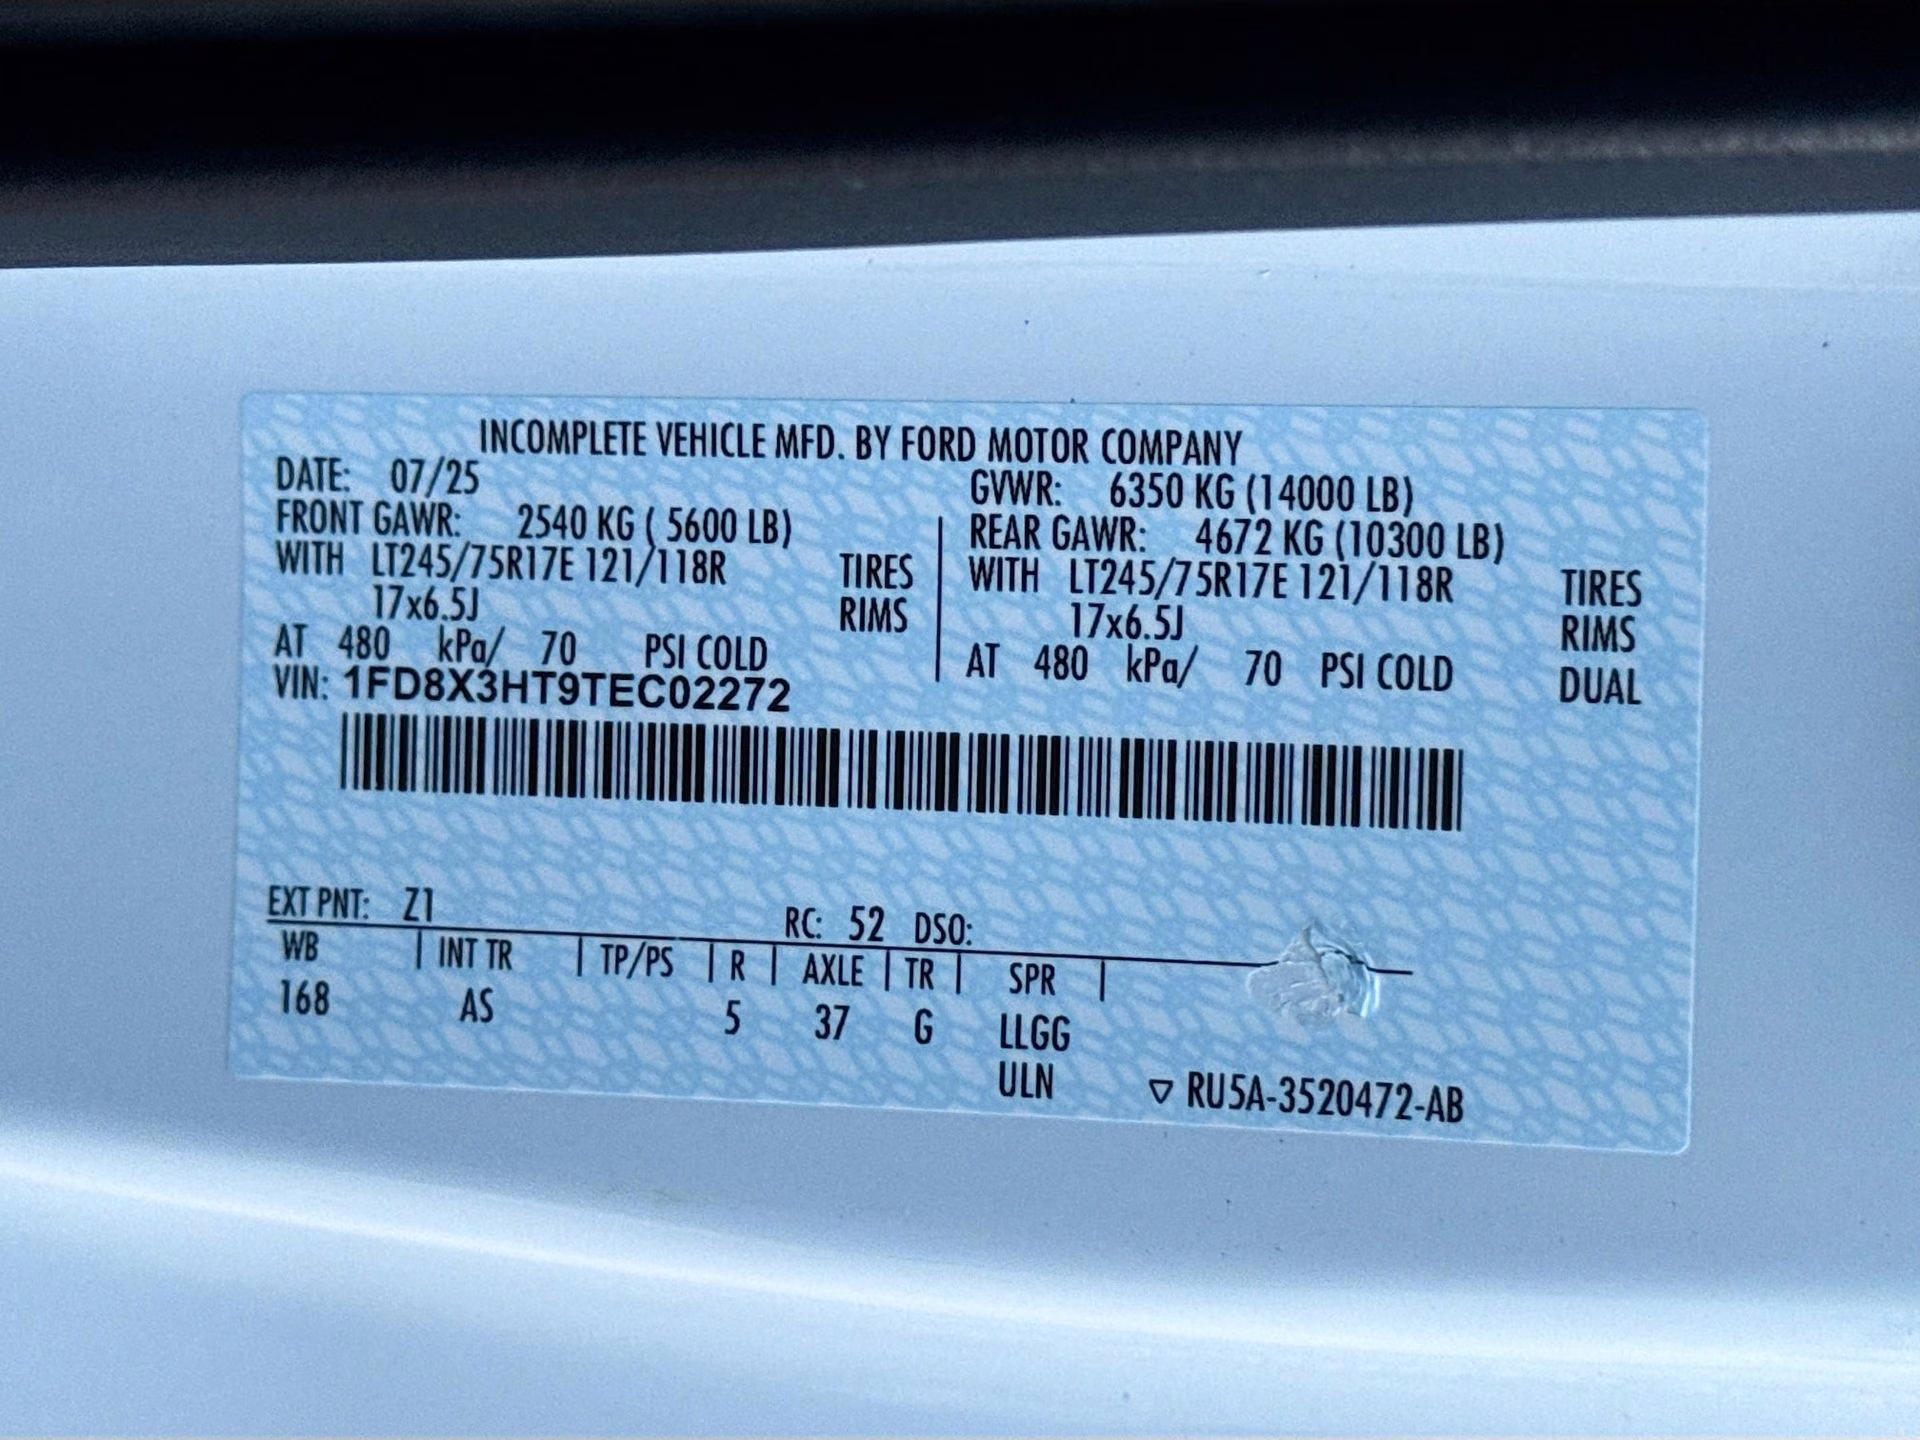 INCOMPLETE VEHICLE MFD. BY FORD MOTOR COMPANY
DATE: 07/25 GVWR: 6350 KG (14000 LB)
FRONT GAWR: 2540 KG ( 5600 LB) REAR GAWR: 4672 KG (10300 LB)
WITH LT245/75R17E 121/118R TIRES WITH LT245/75R17E 121/118R TIRES
17x6.5J RIMS 17x6.5J RIMS
AT 480 kPa/ 70 PSI COLD AT 480 kPa/ 70 PSI COLD DUAL
VIN: 1FD8X3HT9TEC02272
EXT PNT: Z1 RC: 52 DSO:
WB | INT TR | TP/PS | R | AXLE | TR | SPR |
168 AS 5 37 G LLGG
ULN ▽ RU5A-3520472-AB